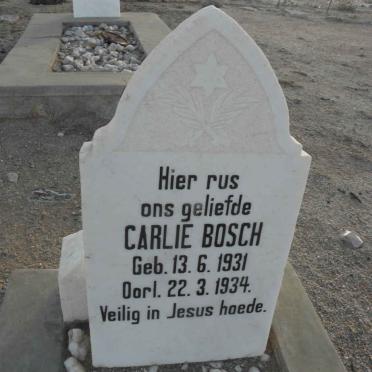 Hier rus
ons geliefde
CARLIE BOSCH
Geb. 13. 6. 1931
Oorl. 22. 3. 1934.
Veilig in Jesus hoede.